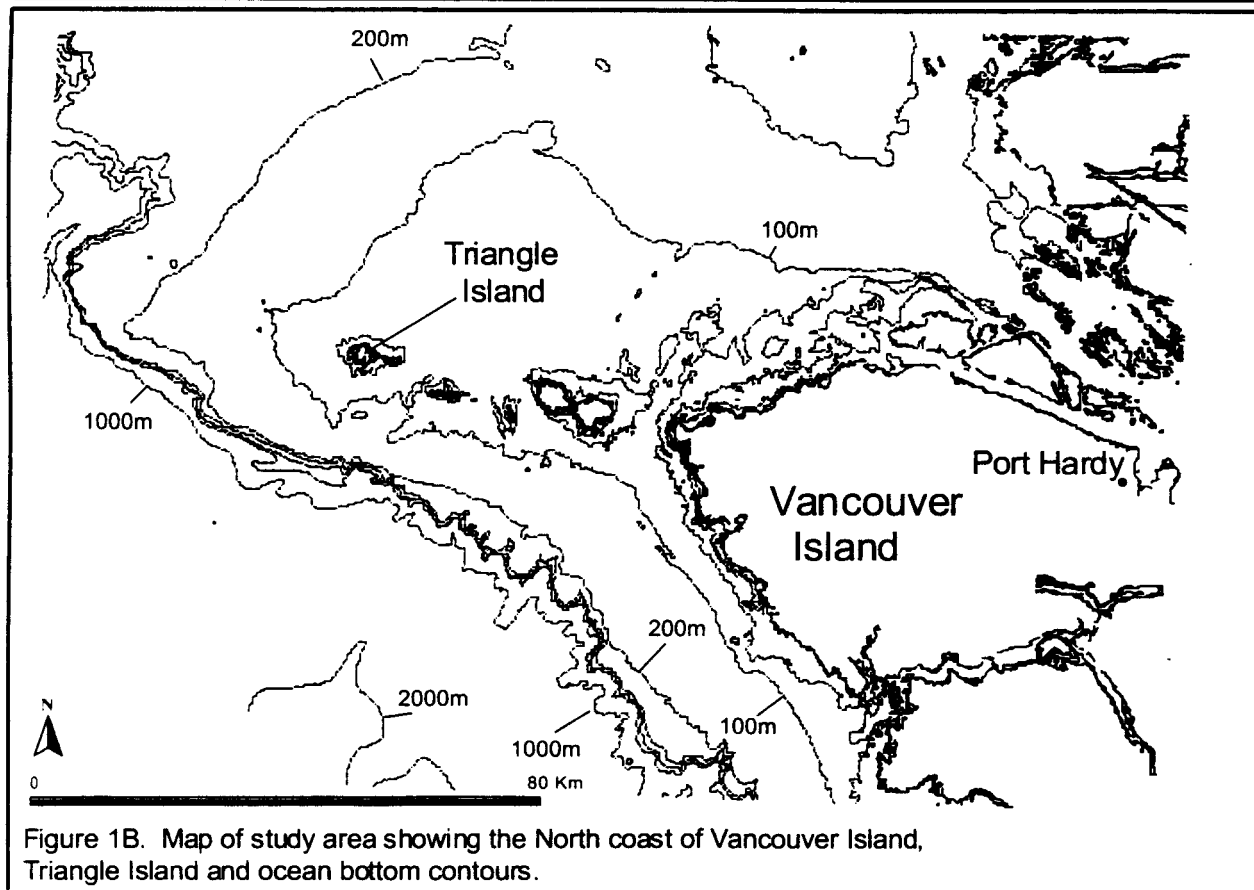 200m
100m
Triangle
Island
1000m
Port Hardy
Vancouver
Island
200m
2000m
100m
1000m
N
0 80 Km
Figure 1B. Map of study area showing the North coast of Vancouver Island,
Triangle Island and ocean bottom contours.